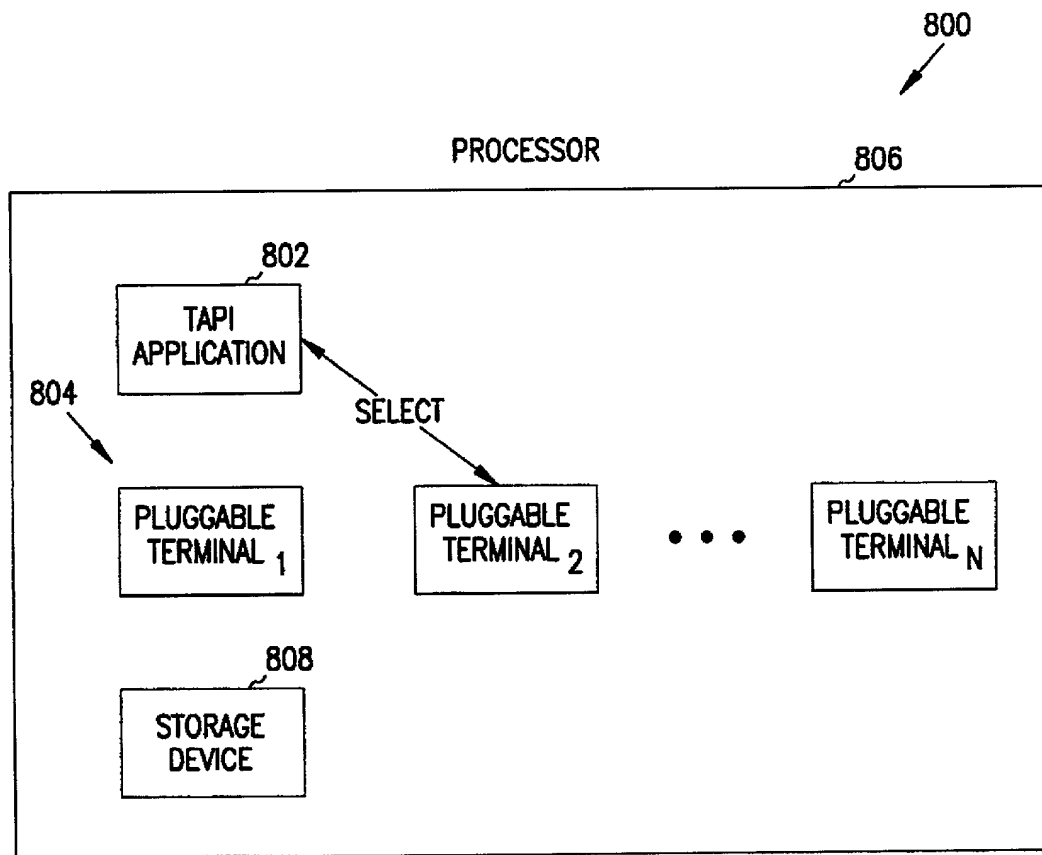 800
PROCESSOR
806
802
TAPI
APPLICATION
804
SELECT
PLUGGABLE
TERMINAL 1
PLUGGABLE
TERMINAL 2
PLUGGABLE
TERMINAL N
808
STORAGE
DEVICE